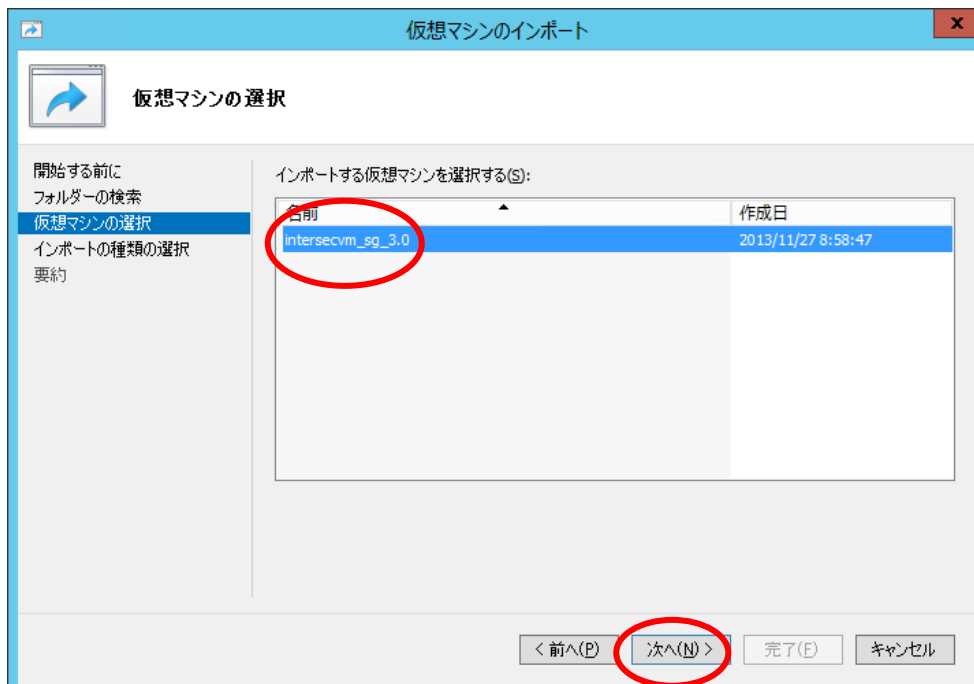 仮想マシンのインポート
x
仮想マシンの選択
開始する前に
フォルダーの検索
仮想マシンの選択
インポートの種類の選択
要約
インポートする仮想マシンを選択する(S):
名前 作成日
intersecvm_sg_3.0 2013/11/27 8:58:47
< 前へ(P) 次へ(N) > 完了(F) キャンセル